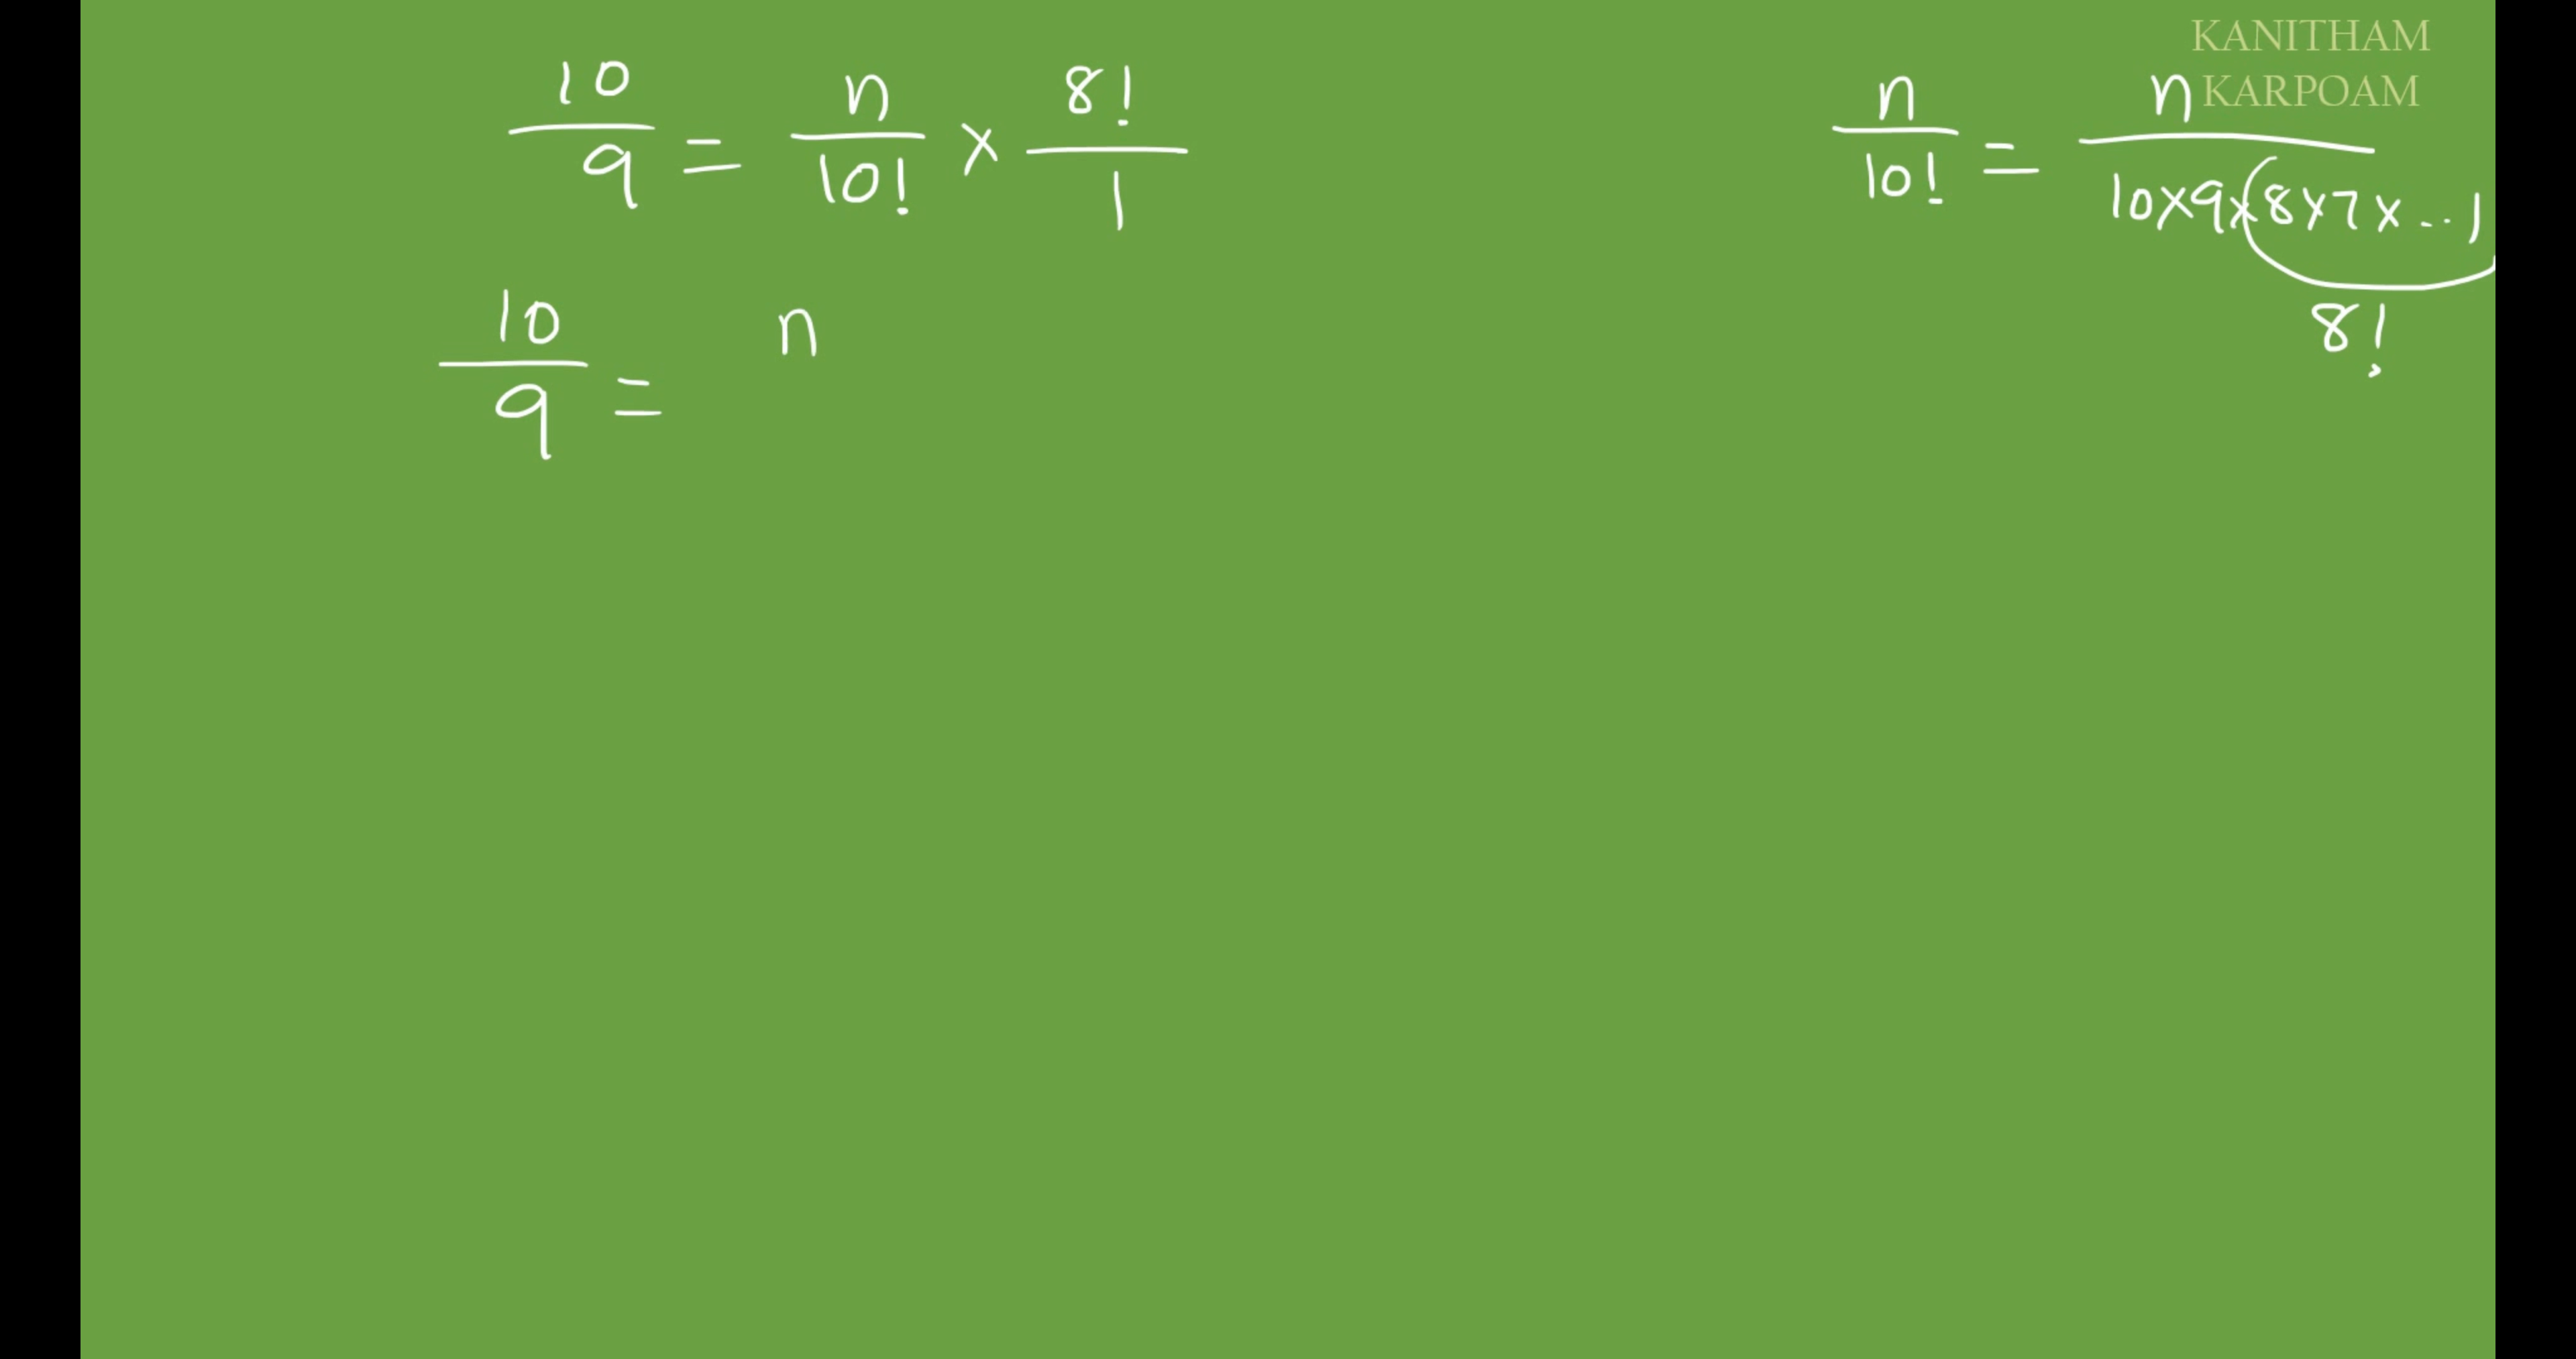 KANITHAM
KARPOAM
10/9 = n/10! × 8!/1
n/10! = n/10×9×8×7×...1
8!
10/9 = n